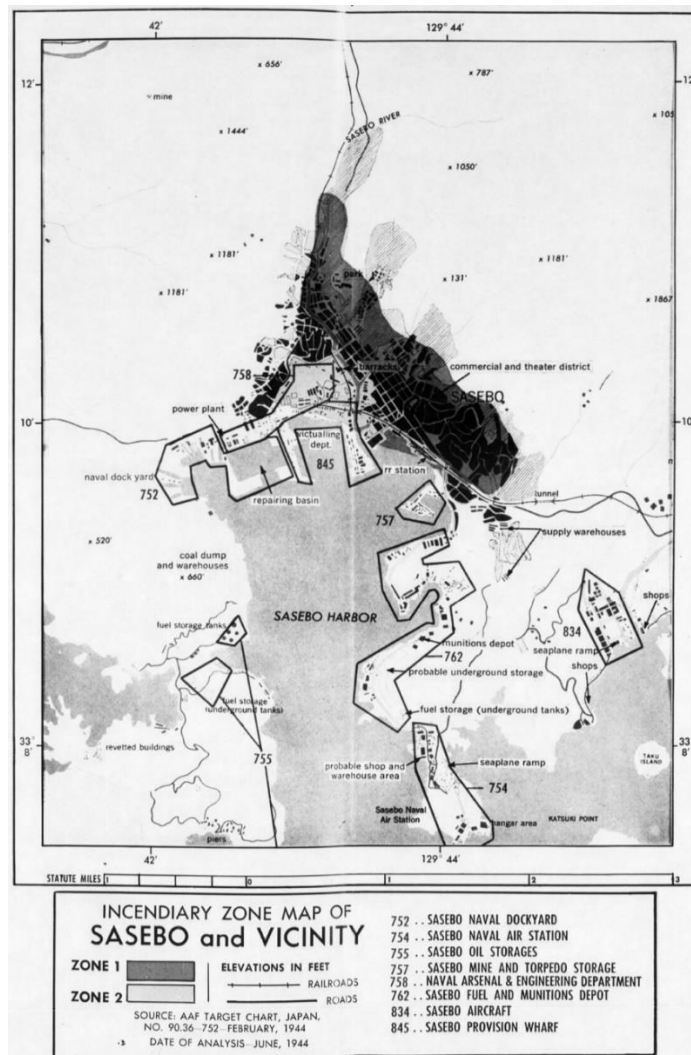 42'
129° 44'
12'
12
x 656'
x 787'
mine
x 105
SASEBO RIVER
x 1444'
x 1050'
x 1181'
x 1181'
park
x 131'
x 1181'
x 1867
758
barracks
commercial and theater district
SASEBO
power plant
10'
10
victualling
dept.
845
rr station
naval dock yard
752
repairing basin
tunnel
757
supply warehouses
x 520'
coal dump
and warehouses
x 660'
SASEBO HARBOR
shops
fuel storage tanks
834
munitions depot
seaplane ramp
762
probable underground storage
shops
fuel storage
(underground tanks)
fuel storage (underground tanks)
33°
8'
33
8'
revetted buildings
755
probable shop and
warehouse area
seaplane ramp
TAKU
ISLAND
754
Sasebo Naval
Air Station
hangar area
KATSUKI POINT
piers
42'
129° 44'
STATUTE MILES 1
0
1
2
3
INCENDIARY ZONE MAP OF
SASEBO and VICINITY
ZONE 1
ZONE 2
ELEVATIONS IN FEET
RAILROADS
ROADS
SOURCE: AAF TARGET CHART, JAPAN,
NO. 90.36-752-FEBRUARY, 1944
DATE OF ANALYSIS-JUNE, 1944
752 .. SASEBO NAVAL DOCKYARD
754 .. SASEBO NAVAL AIR STATION
755 .. SASEBO OIL STORAGES
757 .. SASEBO MINE AND TORPEDO STORAGE
758 .. NAVAL ARSENAL & ENGINEERING DEPARTMENT
762 .. SASEBO FUEL AND MUNITIONS DEPOT
834 .. SASEBO AIRCRAFT
845 .. SASEBO PROVISION WHARF